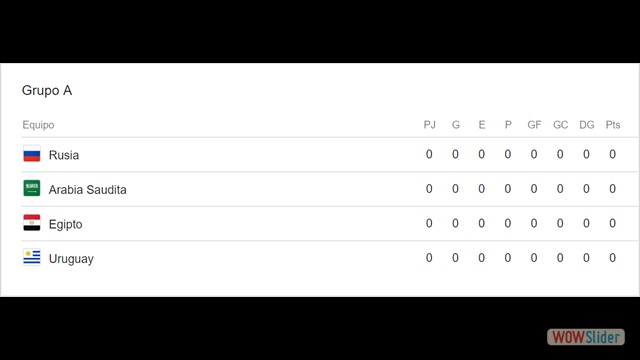 Grupo A
Equipo PJ G E P GF GC DG Pts
Rusia 0 0 0 0 0 0 0 0
Arabia Saudita 0 0 0 0 0 0 0 0
Egipto 0 0 0 0 0 0 0 0
Uruguay 0 0 0 0 0 0 0 0
WOWSlider